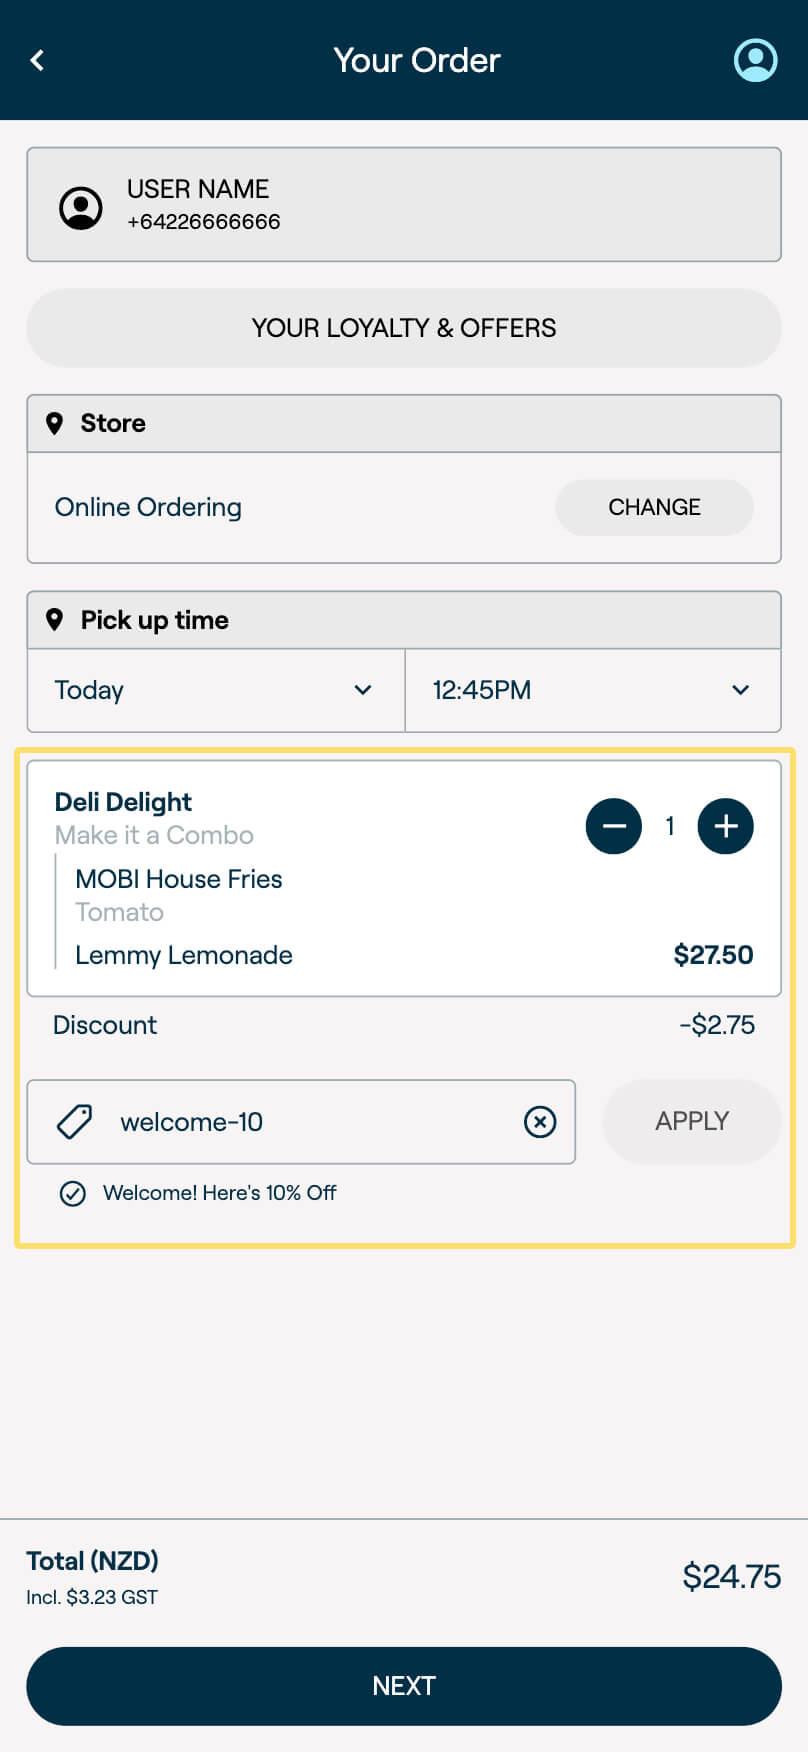 Your Order
USER NAME
+64226666666
YOUR LOYALTY & OFFERS
Store
Online Ordering
CHANGE
Pick up time
Today
12:45PM
Deli Delight
Make it a Combo
1
MOBI House Fries
Tomato
Lemmy Lemonade
$27.50
Discount
-$2.75
welcome-10
APPLY
Welcome! Here's 10% Off
Total (NZD)
Incl. $3.23 GST
$24.75
NEXT